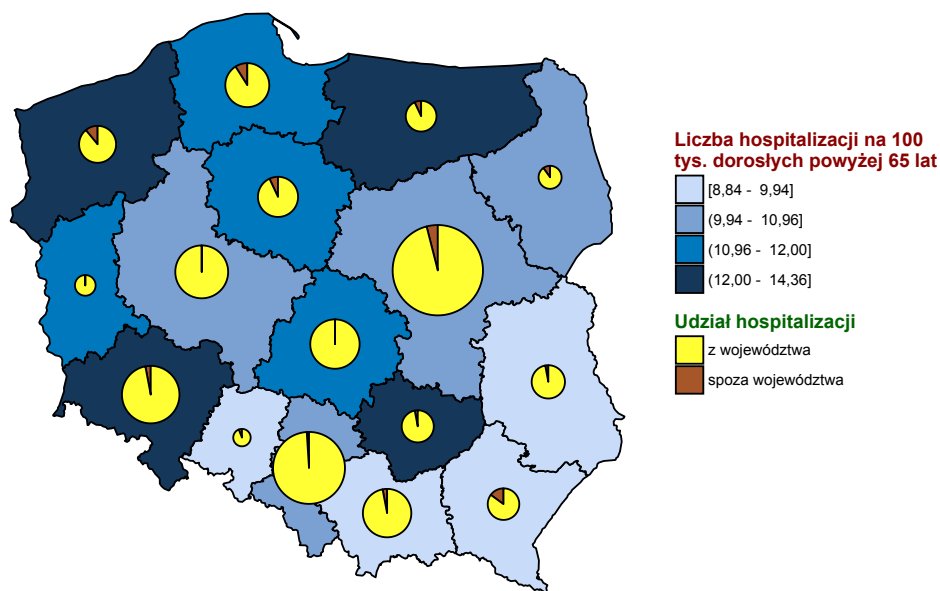 Liczba hospitalizacji na 100
tys. dorosłych powyżej 65 lat
[8,84 - 9,94]
(9,94 - 10,96]
(10,96 - 12,00]
(12,00 - 14,36]
Udział hospitalizacji
z województwa
spoza województwa